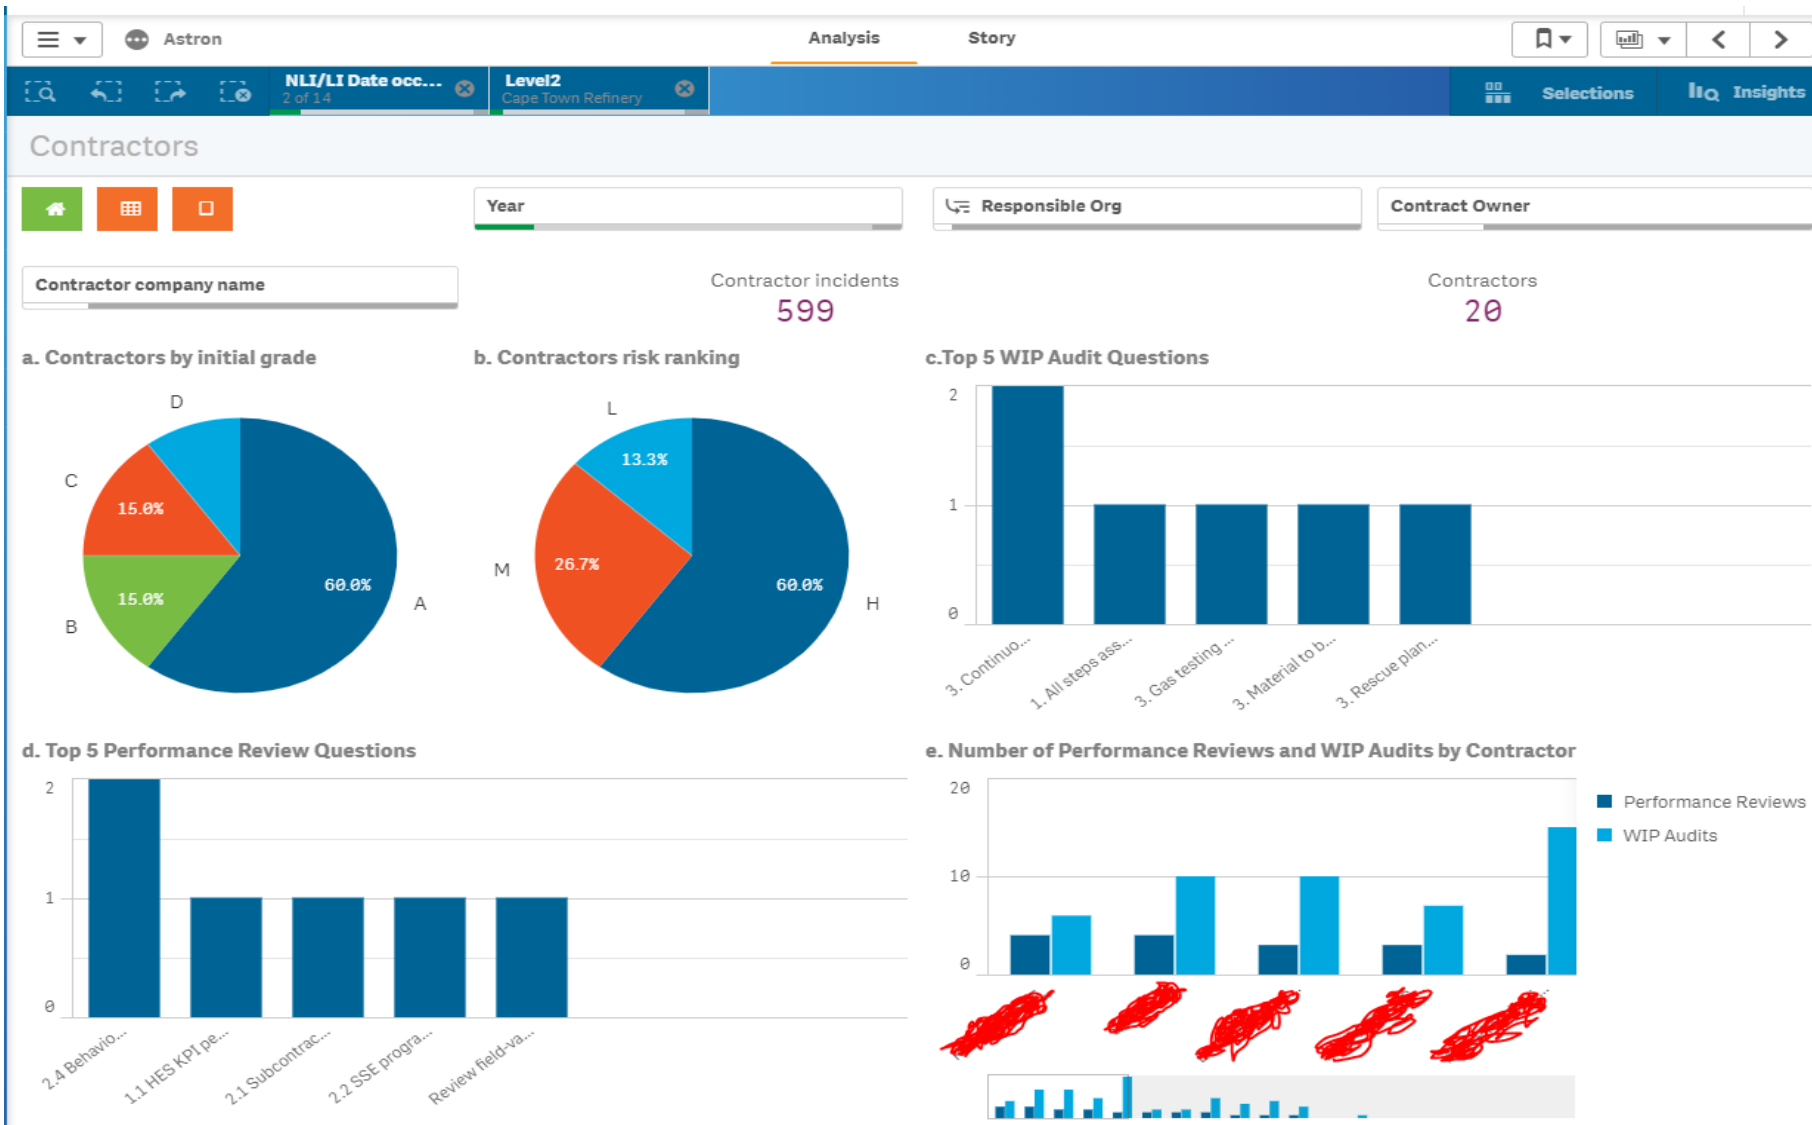 Astron
Analysis
Story
NLI/LI Date occ...
2 of 14
Level2
Cape Town Refinery
Selections
Insights
Contractors
Year
Responsible Org
Contract Owner
Contractor company name
Contractor incidents
599
Contractors
20
a. Contractors by initial grade
D
C
15.0%
B
15.0%
60.0%
A
b. Contractors risk ranking
L
13.3%
M
26.7%
60.0%
H
c.Top 5 WIP Audit Questions
2
1
0
3. Continuo...
1. All steps ass...
3. Gas testing ...
3. Material to b...
3. Rescue plan...
d. Top 5 Performance Review Questions
2
1
0
2.4 Behavio...
1.1 HES KPI pe...
2.1 Subcontrac...
2.2 SSE progra...
Review field-va...
e. Number of Performance Reviews and WIP Audits by Contractor
20
10
0
Performance Reviews
WIP Audits